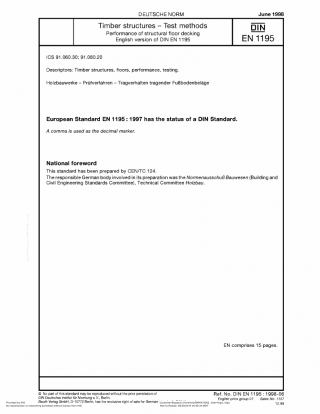 DEUTSCHE NORM
June 1998
Timber structures – Test methods
Performance of structural floor decking
English version of DIN EN 1195
DIN
EN 1195
ICS 91.060.30; 91.080.20
Descriptors: Timber structures, floors, performance, testing.
Holzbauwerke – Prüfverfahren – Tragverhalten tragender Fußbodenbeläge
European Standard EN 1195 : 1997 has the status of a DIN Standard.
A comma is used as the decimal marker.
National foreword
This standard has been prepared by CEN/TC 124.
The responsible German body involved in its preparation was the Normenausschuß Bauwesen (Building and
Civil Engineering Standards Committee), Technical Committee Holzbau.
EN comprises 15 pages.
© No part of this standard may be reproduced without the prior permission of
DIN Deutsches Institut für Normung e. V., Berlin.
Beuth Verlag GmbH, D-10772 Berlin, has the exclusive right of sale for German
Ref. No. DIN EN 1195 : 1998-06
English price group 07 Sales No. 1107
12.98